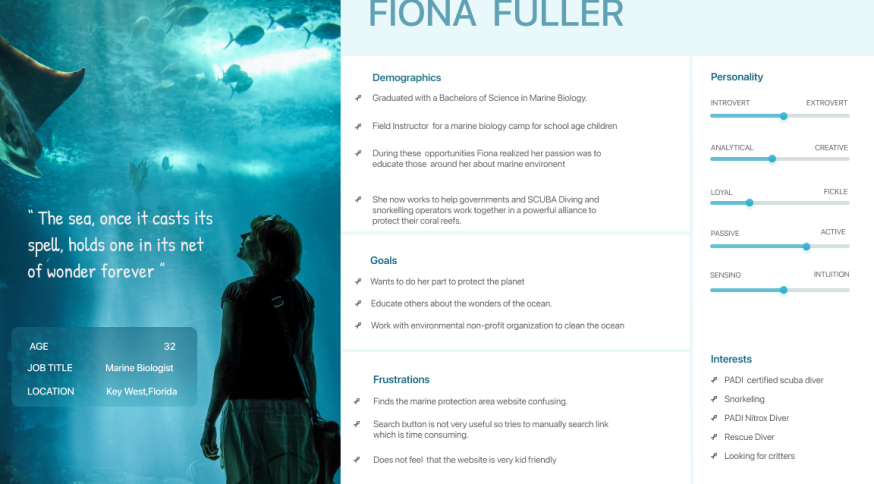 FIONA FULLER
“ The sea, once it casts its
spell, holds one in its net
of wonder forever ”
AGE 32
JOB TITLE Marine Biologist
LOCATION Key West,Florida
Demographics
Graduated with a Bachelors of Science in Marine Biology.
Field Instructor for a marine biology camp for school age children
During these opportunities Fiona realized her passion was to
educate those around her about marine environent
She now works to help governments and SCUBA Diving and
snorkelling operators work together in a powerful alliance to
protect their coral reefs.
Goals
Wants to do her part to protect the planet
Educate others about the wonders of the ocean.
Work with environmental non-profit organization to clean the ocean
Frustrations
Finds the marine protection area website confusing.
Search button is not very useful so tries to manually search link
which is time consuming.
Does not feel that the website is very kid friendly
Personality
INTROVERT EXTROVERT
ANALYTICAL CREATIVE
LOYAL FICKLE
PASSIVE ACTIVE
SENSING INTUITION
Interests
PADI certified scuba diver
Snorkeling
PADI Nitrox Diver
Rescue Diver
Looking for critters